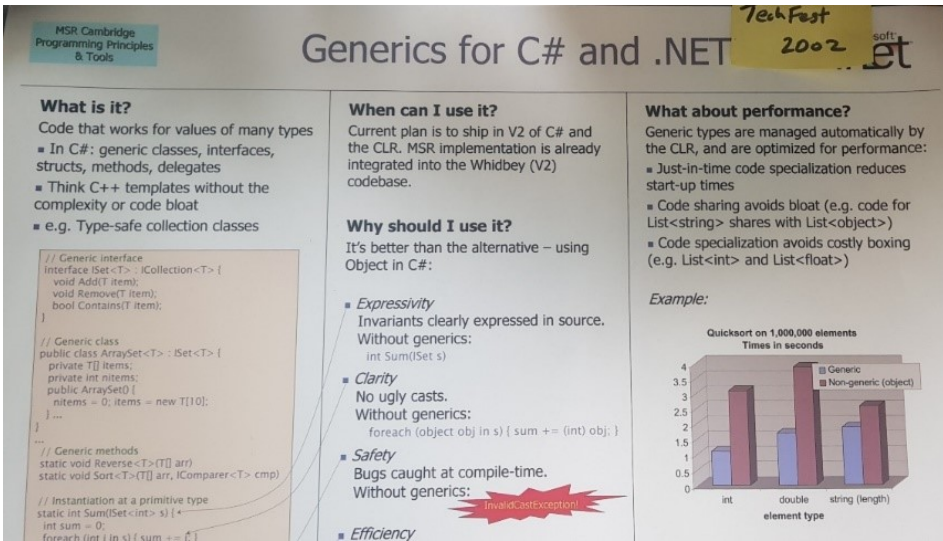 MSR Cambridge
Programming Principles
& Tools
Generics for C# and .NET
TechFest
2002
soft
et
What is it?
Code that works for values of many types
▪ In C#: generic classes, interfaces,
structs, methods, delegates
▪ Think C++ templates without the
complexity or code bloat
▪ e.g. Type-safe collection classes
// Generic interface
interface ISet<T> : ICollection<T> {
void Add(T item);
void Remove(T item);
bool Contains(T item);
}
// Generic class
public class ArraySet<T> : ISet<T> {
private T[] items;
private int nitems;
public ArraySet() {
nitems = 0; items = new T[10];
} ...
}
...
// Generic methods
static void Reverse<T>(T[] arr)
static void Sort<T>(T[] arr, IComparer<T> cmp)
// Instantiation at a primitive type
static int Sum(ISet<int> s) {
int sum = 0;
foreach (int i in s) { sum += i; }
When can I use it?
Current plan is to ship in V2 of C# and
the CLR. MSR implementation is already
integrated into the Whidbey (V2)
codebase.
Why should I use it?
It's better than the alternative – using
Object in C#:
▪ Expressivity
Invariants clearly expressed in source.
Without generics:
int Sum(ISet s)
▪ Clarity
No ugly casts.
Without generics:
foreach (object obj in s) { sum += (int) obj; }
▪ Safety
Bugs caught at compile-time.
Without generics:
InvalidCastException!
▪ Efficiency
What about performance?
Generic types are managed automatically by
the CLR, and are optimized for performance:
▪ Just-in-time code specialization reduces
start-up times
▪ Code sharing avoids bloat (e.g. code for
List<string> shares with List<object>)
▪ Code specialization avoids costly boxing
(e.g. List<int> and List<float>)
Example:
Quicksort on 1,000,000 elements
Times in seconds
Generic
Non-generic (object)
4
3.5
3
2.5
2
1.5
1
0.5
0
int double string (length)
element type